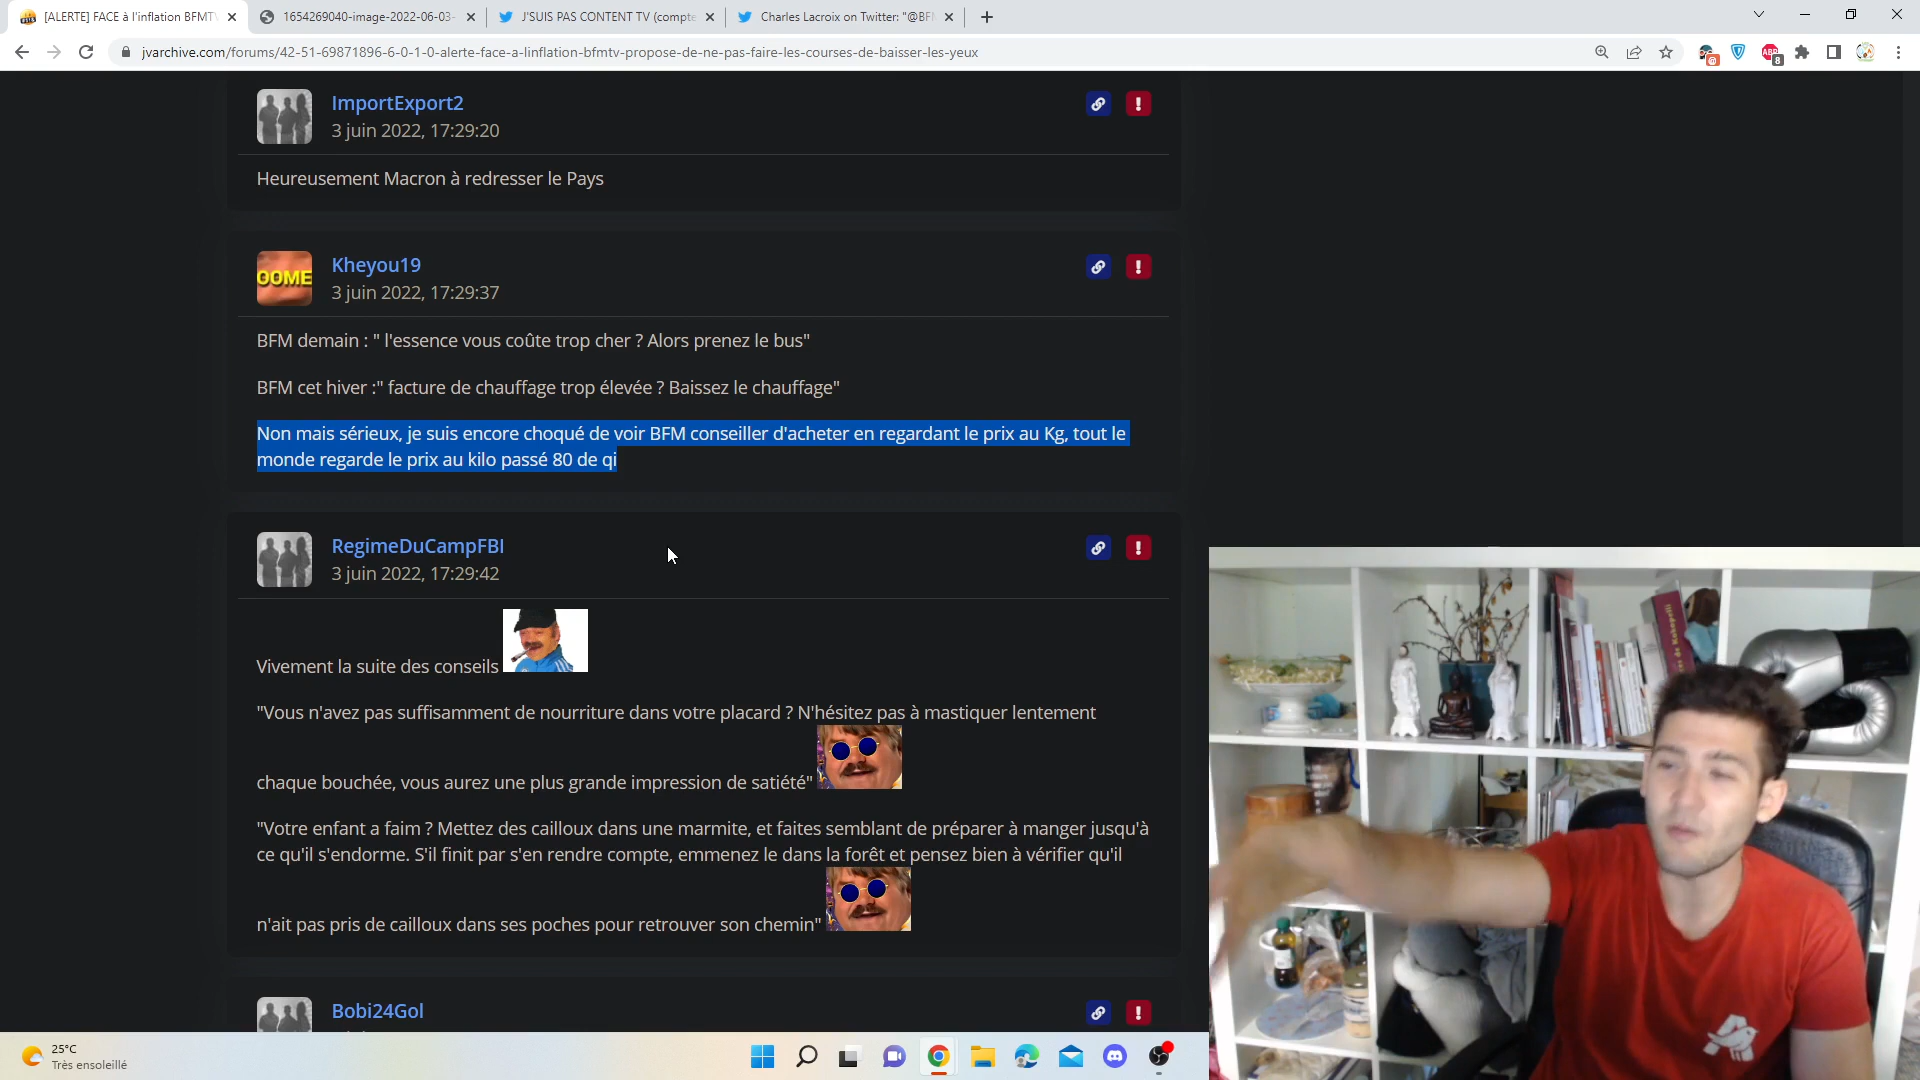 [ALERTE] FACE à l'inflation BFMTV
1654269040-image-2022-06-03-
J'SUIS PAS CONTENT TV (compte
Charles Lacroix on Twitter: "@BFM
jvarchive.com/forums/42-51-69871896-6-0-1-0-alerte-face-a-linflation-bfmtv-propose-de-ne-pas-faire-les-courses-de-baisser-les-yeux
ABP
8
ImportExport2
3 juin 2022, 17:29:20
Heureusement Macron à redresser le Pays
OOME
Kheyou19
3 juin 2022, 17:29:37
BFM demain : " l'essence vous coûte trop cher ? Alors prenez le bus"
BFM cet hiver :" facture de chauffage trop élevée ? Baissez le chauffage"
Non mais sérieux, je suis encore choqué de voir BFM conseiller d'acheter en regardant le prix au Kg, tout le
monde regarde le prix au kilo passé 80 de qi
RegimeDuCampFBI
3 juin 2022, 17:29:42
Vivement la suite des conseils
"Vous n'avez pas suffisamment de nourriture dans votre placard ? N'hésitez pas à mastiquer lentement
chaque bouchée, vous aurez une plus grande impression de satiété"
"Votre enfant a faim ? Mettez des cailloux dans une marmite, et faites semblant de préparer à manger jusqu'à
ce qu'il s'endorme. S'il finit par s'en rendre compte, emmenez le dans la forêt et pensez bien à vérifier qu'il
n'ait pas pris de cailloux dans ses poches pour retrouver son chemin"
Bobi24Gol
25°C
Très ensoleillé